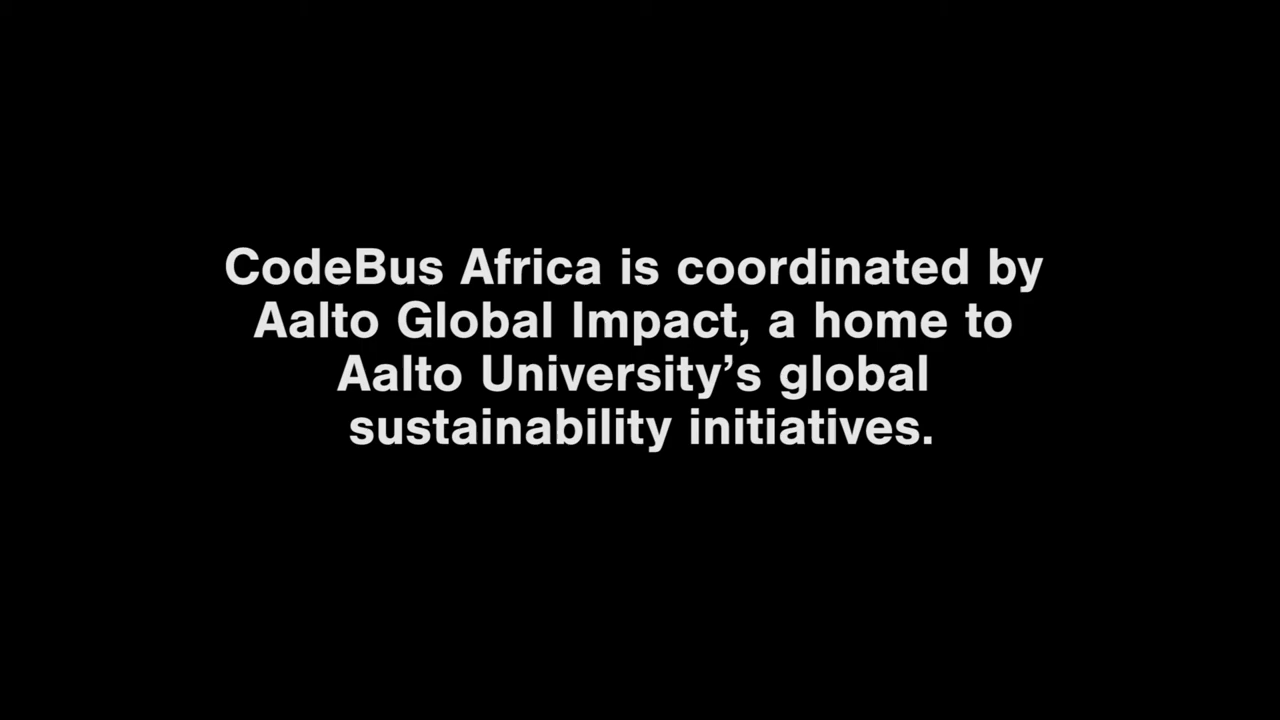 CodeBus Africa is coordinated by
Aalto Global Impact, a home to
Aalto University’s global
sustainability initiatives.